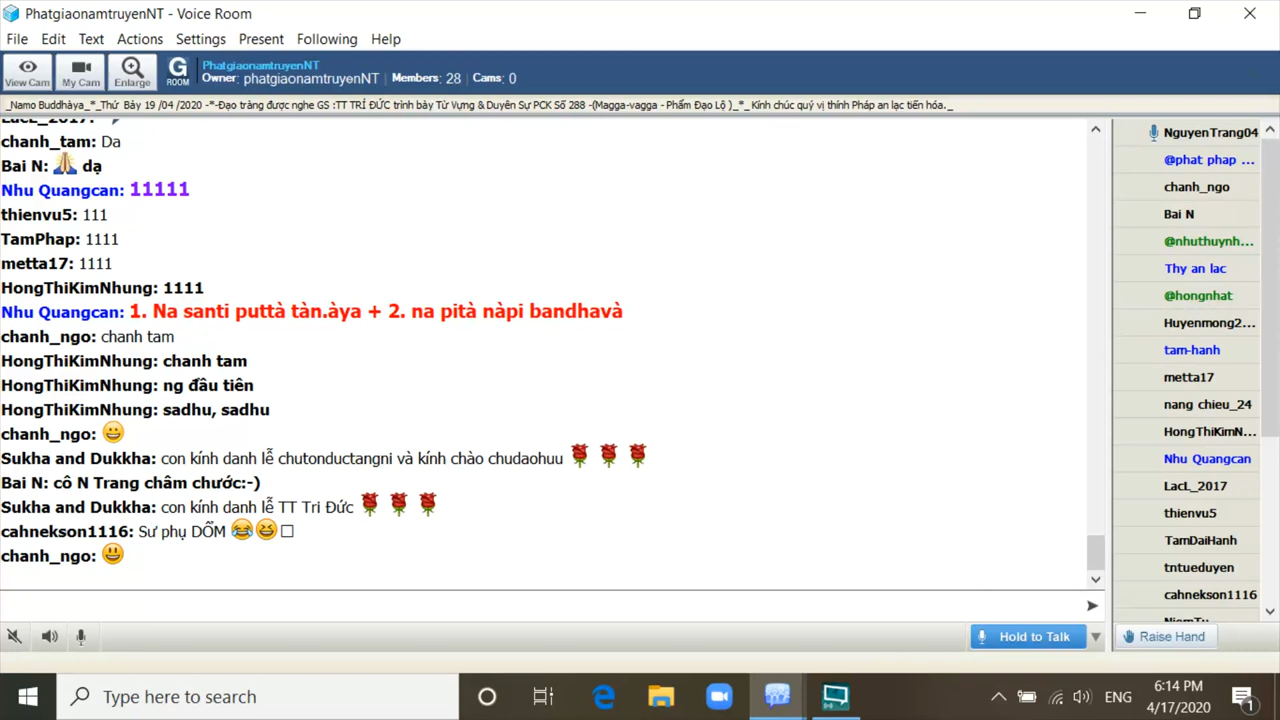 PhatgiaonamtruyenNT - Voice Room
File Edit Text Actions Settings Present Following Help
View Cam My Cam Enlarge G ROOM PhatgiaonamtruyenNT
Owner: phatgiaonamtruyenNT Members: 28 Cams: 0
_Namo Buddhàya_*_Thứ Bảy 19 /04 /2020 -*-Đạo tràng được nghe GS :TT TRÍ ĐỨC trình bày Từ Vựng & Duyên Sự PCK Số 288 -(Magga-vagga - Phẩm Đạo Lộ )_*_ Kính chúc quý vị thính Pháp an lạc tiến hóa._
LacL_2017:
chanh_tam: Da
Bai N: 🙏 dạ
Nhu Quangcan: 11111
thienvu5: 111
TamPhap: 1111
metta17: 1111
HongThiKimNhung: 1111
Nhu Quangcan: 1. Na santi puttà tàn.àya + 2. na pità nàpi bandhavà
chanh_ngo: chanh tam
HongThiKimNhung: chanh tam
HongThiKimNhung: ng đầu tiên
HongThiKimNhung: sadhu, sadhu
chanh_ngo: 😀
Sukha and Dukkha: con kính danh lễ chutonductangni và kính chào chudaohuu 🌹 🌹 🌹
Bai N: cô N Trang châm chước:-)
Sukha and Dukkha: con kính danh lễ TT Tri Đức 🌹 🌹 🌹
cahnekson1116: Sư phụ DỔM 😂😆□
chanh_ngo: 😃
NguyenTrang04
@phat phap ...
chanh_ngo
Bai N
@nhuthuynh...
Thy an lac
@hongnhat
Huyenmong2...
tam-hanh
metta17
nang chieu_24
HongThiKimN...
Nhu Quangcan
LacL_2017
thienvu5
TamDaiHanh
tntueduyen
cahnekson1116
NiemTu
Hold to Talk
Raise Hand
Type here to search
ENG
6:14 PM
4/17/2020
1